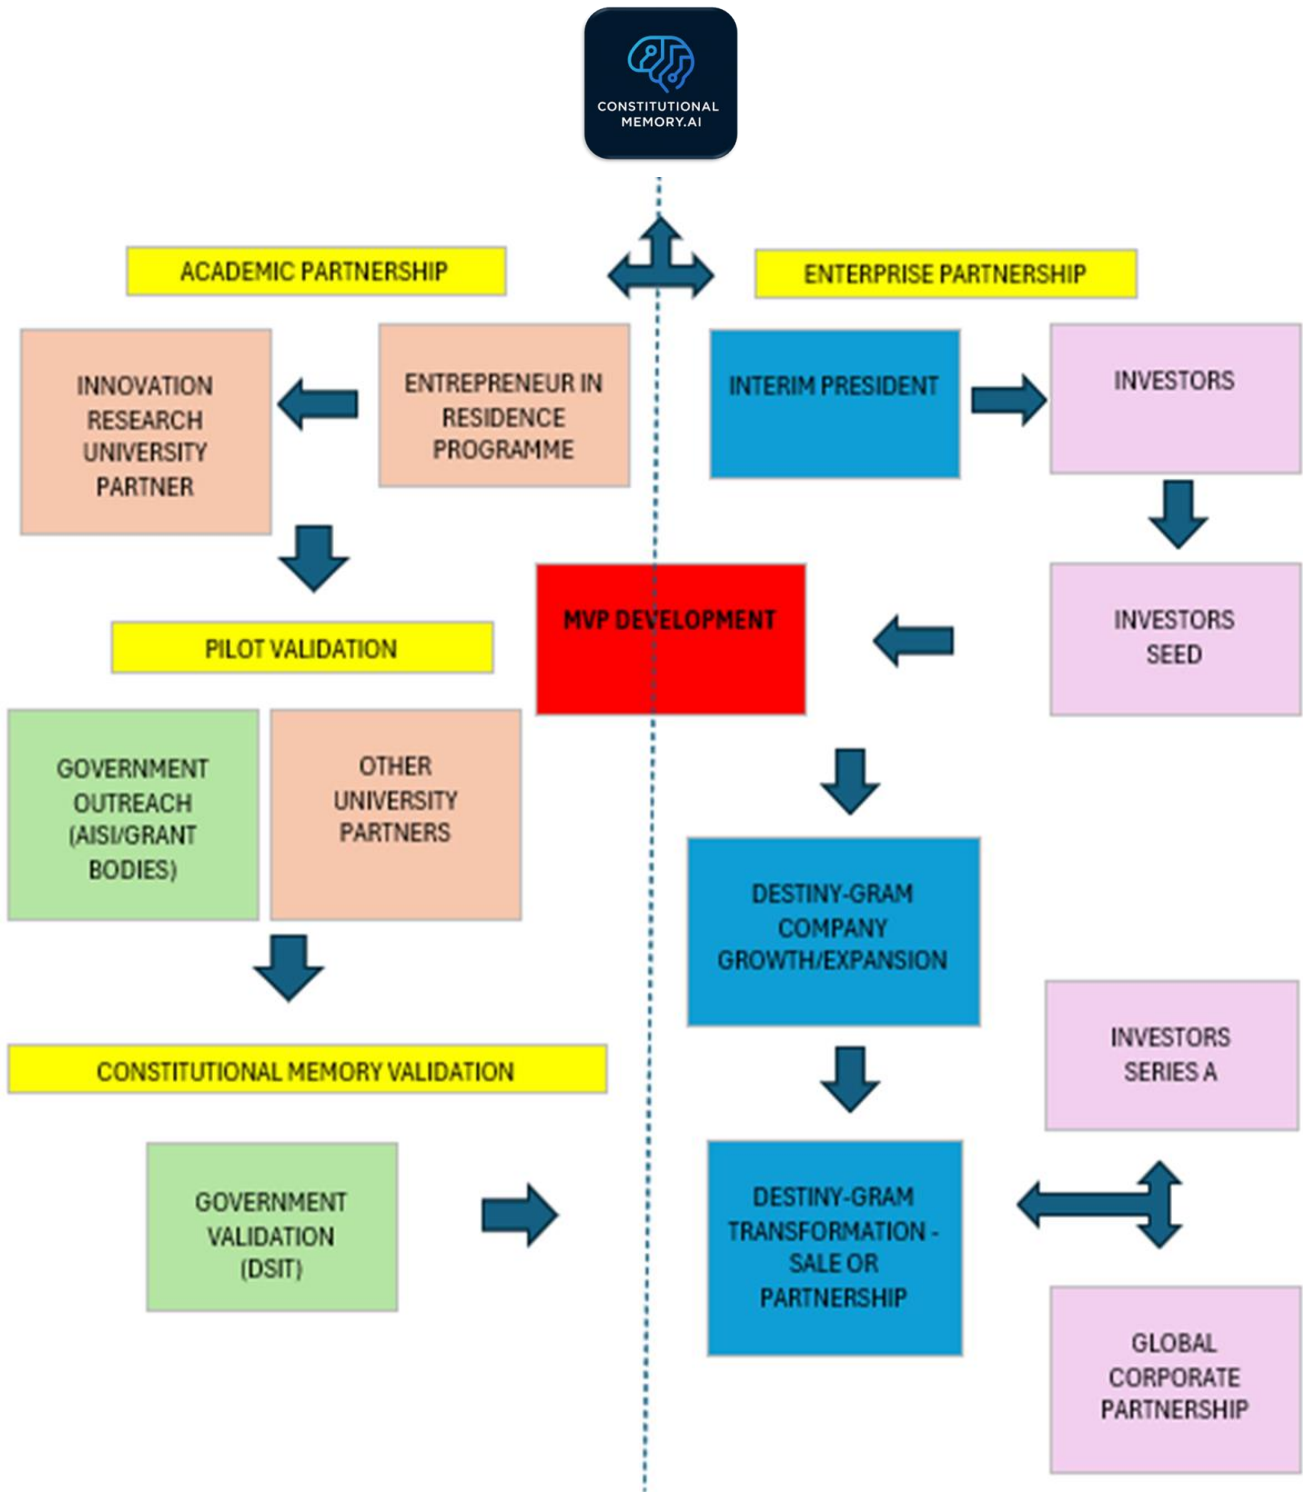 CONSTITUTIONAL
MEMORY.AI
ACADEMIC PARTNERSHIP
ENTERPRISE PARTNERSHIP
INNOVATION
RESEARCH
UNIVERSITY
PARTNER
ENTREPRENEUR IN
RESIDENCE
PROGRAMME
INTERIM PRESIDENT
INVESTORS
MVP DEVELOPMENT
INVESTORS
SEED
PILOT VALIDATION
GOVERNMENT
OUTREACH
(AISI/GRANT
BODIES)
OTHER
UNIVERSITY
PARTNERS
DESTINY-GRAM
COMPANY
GROWTH/EXPANSION
INVESTORS
SERIES A
CONSTITUTIONAL MEMORY VALIDATION
GOVERNMENT
VALIDATION
(DSIT)
DESTINY-GRAM
TRANSFORMATION -
SALE OR
PARTNERSHIP
GLOBAL
CORPORATE
PARTNERSHIP